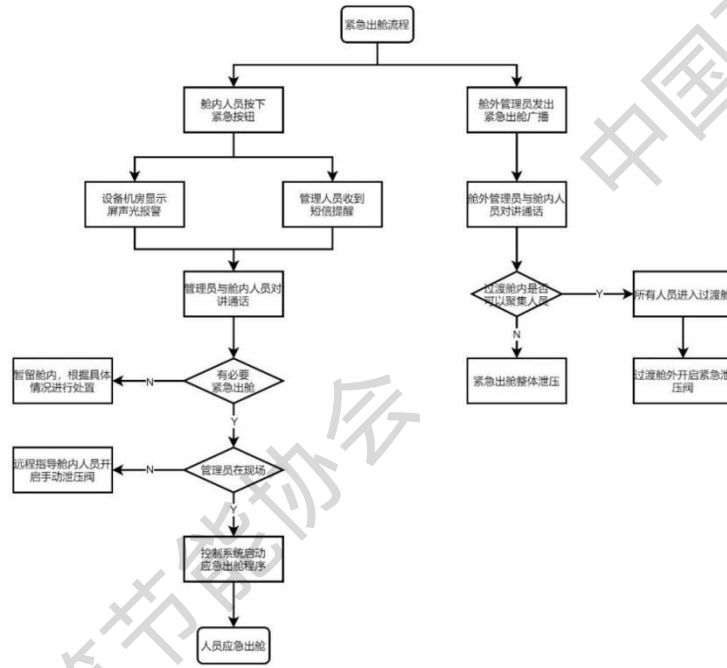 紧急出舱流程
舱内人员按下
紧急按钮
舱外管理员发出
紧急出舱广播
设备机房显示
屏声光报警
管理人员收到
短信提醒
舱外管理员与舱内人
员对讲通话
管理员与舱内人员对
讲通话
过渡舱内是否
可以聚集人员
Y
所有人员进入过渡舱
N
有必要
紧急出舱
N
暂留舱内，根据具体
情况进行处置
紧急出舱整体泄压
过渡舱外开启紧急泄
压阀
Y
管理员在现场
N
远程指导舱内人员开
启手动泄压阀
Y
控制系统启动
应急出舱程序
人员应急出舱
节能协会
中国